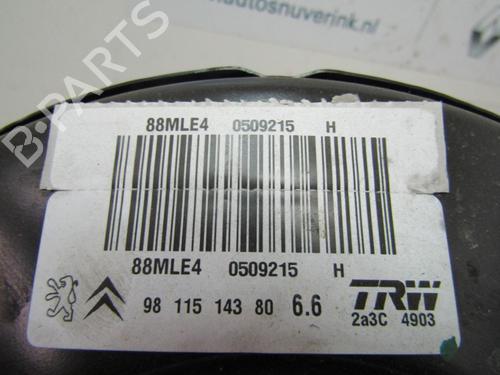 autosnuverink.nl
B-PARTS
88MLE4 0509215 H
88MLE4 0509215 H
98 115 143 80 6.6 TRW
2a3C 4903